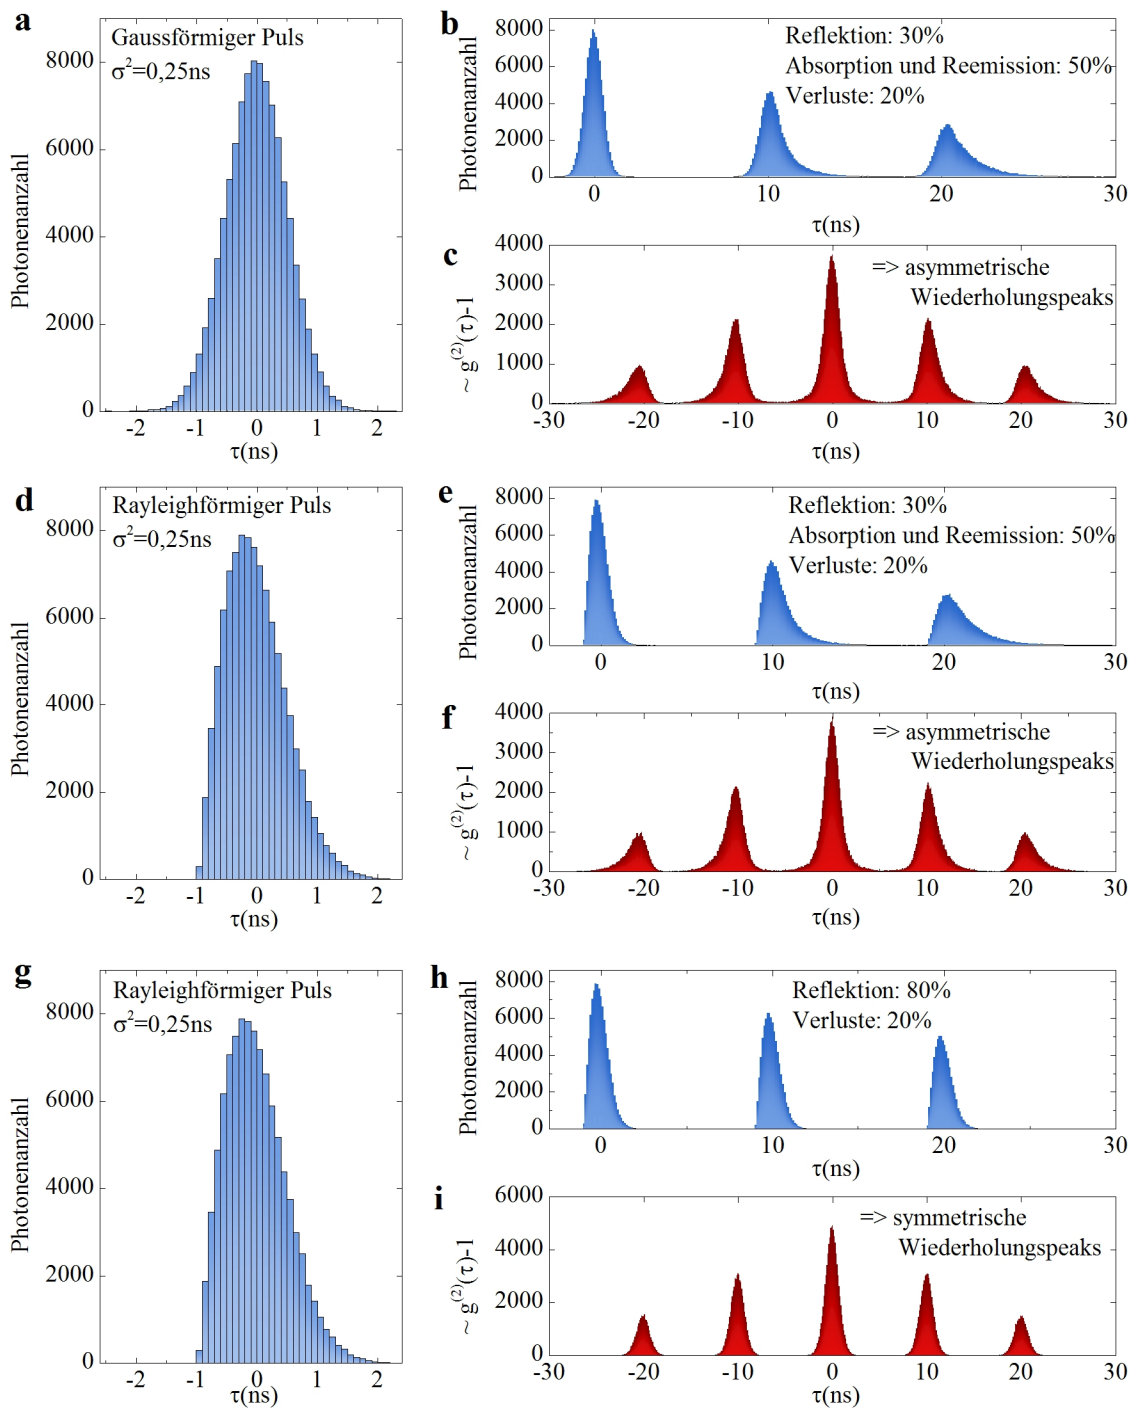 a
Gaussförmiger Puls
σ²=0,25ns
Photonenanzahl
8000
6000
4000
2000
0
-2
-1
0
1
2
τ(ns)
b
Reflektion: 30%
Absorption und Reemission: 50%
Verluste: 20%
Photonenanzahl
8000
6000
4000
2000
0
0
10
20
30
τ(ns)
c
=> asymmetrische
Wiederholungspeaks
~ g⁽²⁾(τ)-1
4000
3000
2000
1000
0
-30
-20
-10
0
10
20
30
τ(ns)
d
Rayleighförmiger Puls
σ²=0,25ns
Photonenanzahl
8000
6000
4000
2000
0
-2
-1
0
1
2
τ(ns)
e
Reflektion: 30%
Absorption und Reemission: 50%
Verluste: 20%
Photonenanzahl
8000
6000
4000
2000
0
0
10
20
30
τ(ns)
f
=> asymmetrische
Wiederholungspeaks
~ g⁽²⁾(τ)-1
4000
3000
2000
1000
0
-30
-20
-10
0
10
20
30
τ(ns)
g
Rayleighförmiger Puls
σ²=0,25ns
Photonenanzahl
8000
6000
4000
2000
0
-2
-1
0
1
2
τ(ns)
h
Reflektion: 80%
Verluste: 20%
Photonenanzahl
8000
6000
4000
2000
0
0
10
20
30
τ(ns)
i
=> symmetrische
Wiederholungspeaks
~ g⁽²⁾(τ)-1
6000
4000
2000
0
-30
-20
-10
0
10
20
30
τ(ns)